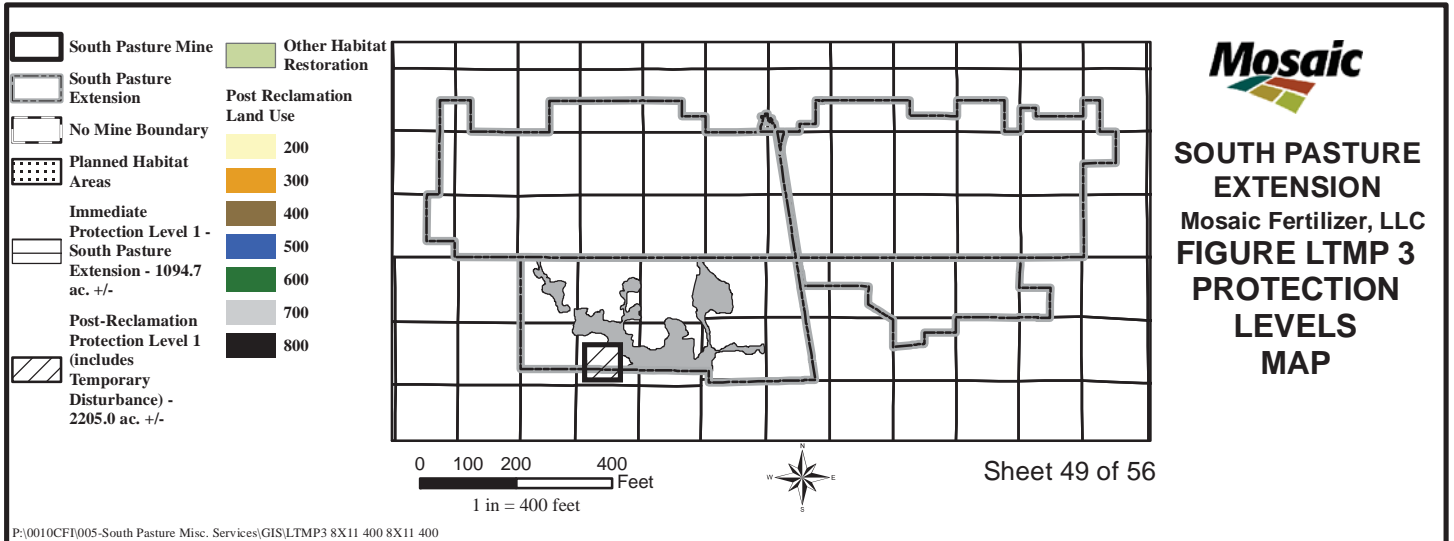 South Pasture Mine
South Pasture
Extension
No Mine Boundary
Planned Habitat
Areas
Immediate
Protection Level 1 -
South Pasture
Extension - 1094.7
ac. +/-
Post-Reclamation
Protection Level 1
(includes
Temporary
Disturbance) -
2205.0 ac. +/-
Other Habitat
Restoration
Post Reclamation
Land Use
200
300
400
500
600
700
800
0 100 200 400
Feet
1 in = 400 feet
N
W E
S
Sheet 49 of 56
Mosaic
SOUTH PASTURE
EXTENSION
Mosaic Fertilizer, LLC
FIGURE LTMP 3
PROTECTION
LEVELS
MAP
P:\0010CFI\005-South Pasture Misc. Services\GIS\LTMP3 8X11 400 8X11 400